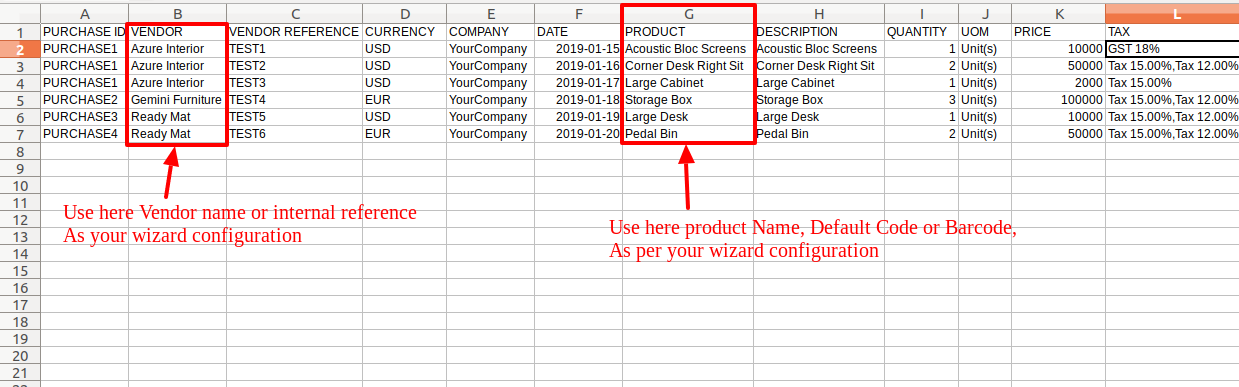 A B C D E F G H I J K L
1 PURCHASE ID VENDOR VENDOR REFERENCE CURRENCY COMPANY DATE PRODUCT DESCRIPTION QUANTITY UOM PRICE TAX
2 PURCHASE1 Azure Interior TEST1 USD YourCompany 2019-01-15 Acoustic Bloc Screens Acoustic Bloc Screens 1 Unit(s) 10000 GST 18%
3 PURCHASE1 Azure Interior TEST2 USD YourCompany 2019-01-16 Corner Desk Right Sit Corner Desk Right Sit 2 Unit(s) 50000 Tax 15.00%,Tax 12.00%
4 PURCHASE1 Azure Interior TEST3 USD YourCompany 2019-01-17 Large Cabinet Large Cabinet 1 Unit(s) 2000 Tax 15.00%
5 PURCHASE2 Gemini Furniture TEST4 EUR YourCompany 2019-01-18 Storage Box Storage Box 3 Unit(s) 100000 Tax 15.00%,Tax 12.00%
6 PURCHASE3 Ready Mat TEST5 USD YourCompany 2019-01-19 Large Desk Large Desk 1 Unit(s) 10000 Tax 15.00%,Tax 12.00%
7 PURCHASE4 Ready Mat TEST6 EUR YourCompany 2019-01-20 Pedal Bin Pedal Bin 2 Unit(s) 50000 Tax 15.00%,Tax 12.00%
8
9
10
11
12
13
14
15
16
17
18
19
20
21
Use here Vendor name or internal reference
As your wizard configuration
Use here product Name, Default Code or Barcode,
As per your wizard configuration